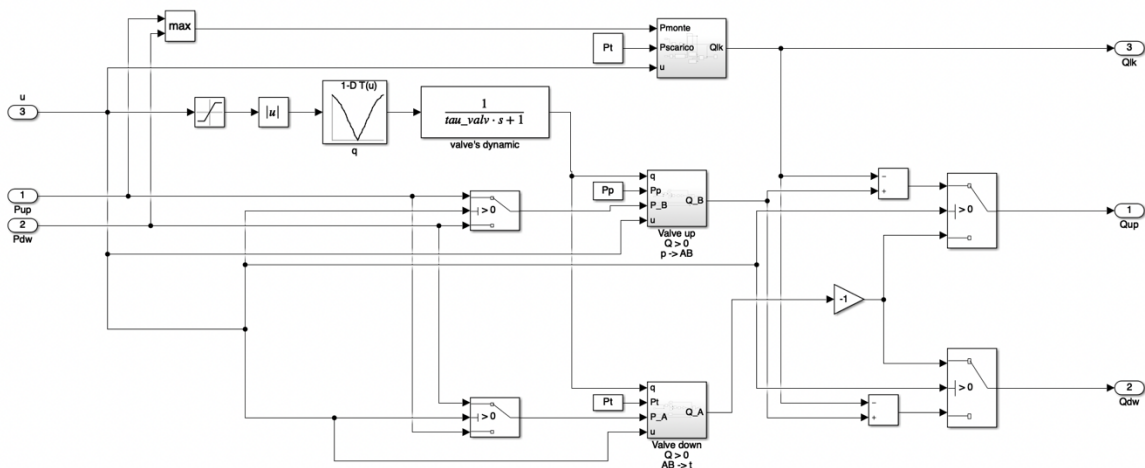 max
Pmonte
Pt
Pscarico
Qlk
u
3
Qlk
u
3
|u|
1-D T(u)
q
1
tau_valv · s + 1
valve's dynamic
1
Pup
2
Pdw
> 0
q
Pp
Pp
P_B
u
Q_B
Valve up
Q > 0
p -> AB
-
+
> 0
1
Qup
-1
> 0
q
Pt
Pt
P_A
u
Q_A
Valve down
Q > 0
AB -> t
-
+
> 0
2
Qdw